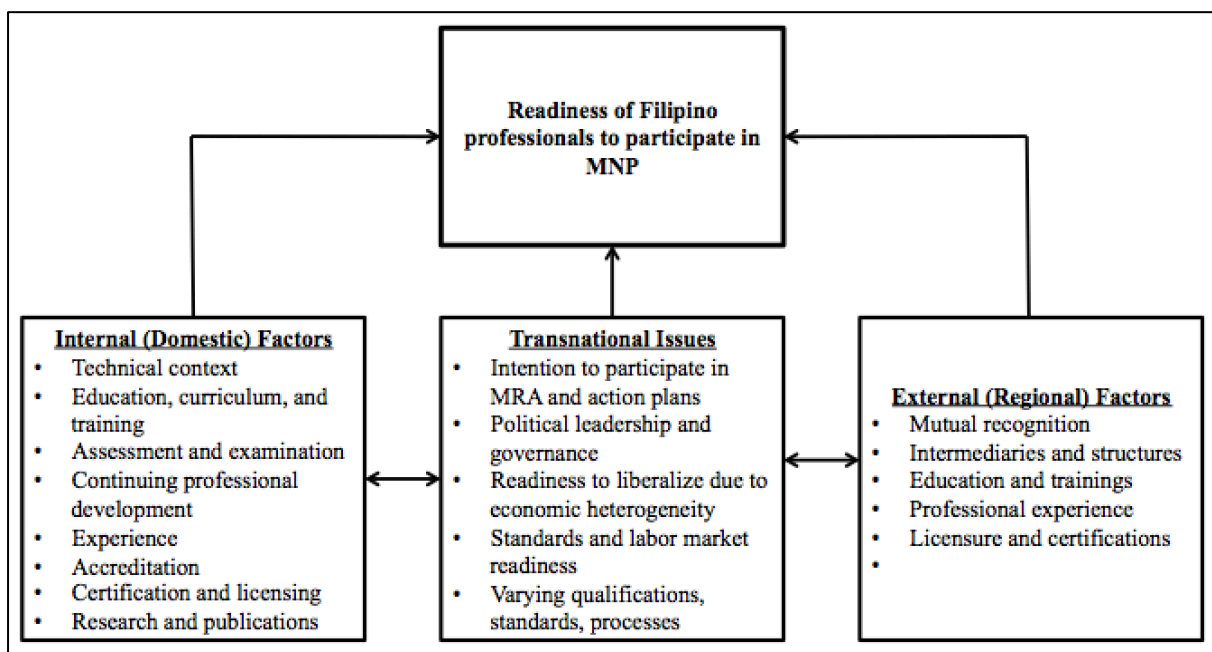 Readiness of Filipino
professionals to participate in
MNP
Internal (Domestic) Factors
• Technical context
• Education, curriculum, and
training
• Assessment and examination
• Continuing professional
development
• Experience
• Accreditation
• Certification and licensing
• Research and publications
Transnational Issues
• Intention to participate in
MRA and action plans
• Political leadership and
governance
• Readiness to liberalize due to
economic heterogeneity
• Standards and labor market
readiness
• Varying qualifications,
standards, processes
External (Regional) Factors
• Mutual recognition
• Intermediaries and structures
• Education and trainings
• Professional experience
• Licensure and certifications
•